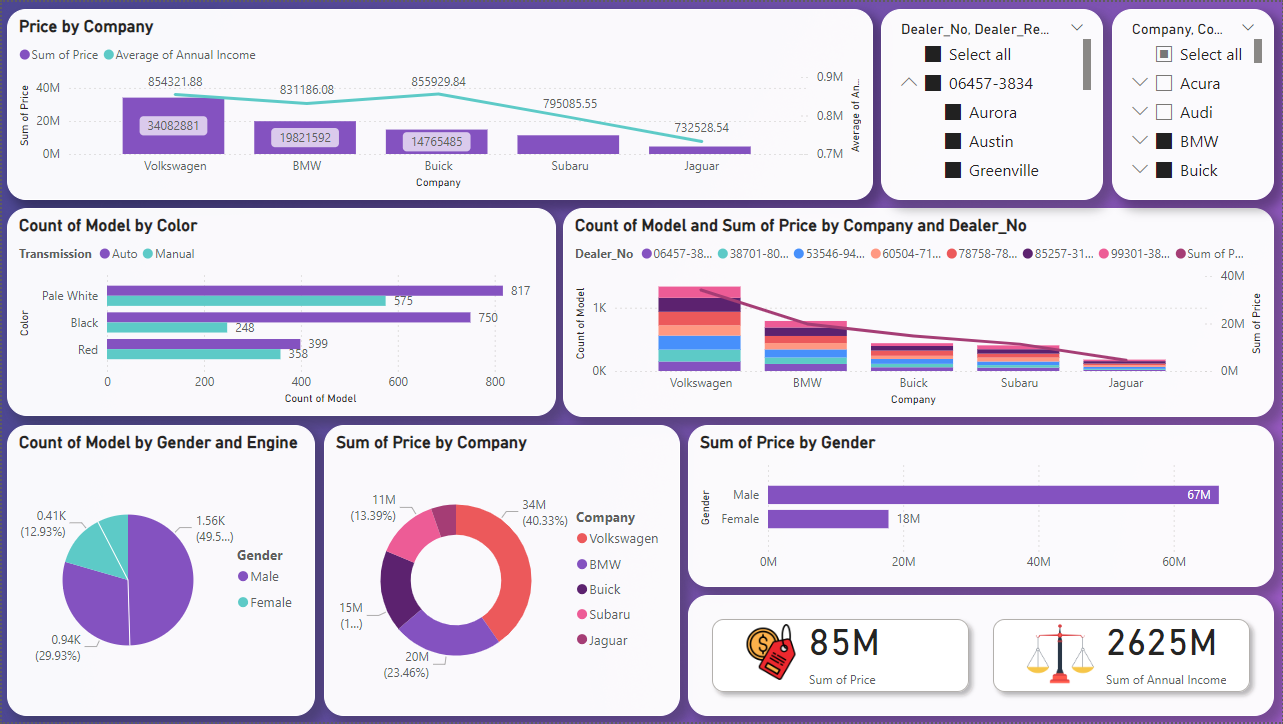 Price by Company
Sum of Price Average of Annual Income
Sum of Price
40M
20M
0M
854321.88
831186.08
855929.84
795085.55
732528.54
34082881
19821592
14765485
0.9M
0.8M
0.7M
Average of An...
Volkswagen BMW Buick Subaru Jaguar
Company
Dealer_No, Dealer_Re...
Select all
06457-3834
Aurora
Austin
Greenville
Company, Co...
Select all
Acura
Audi
BMW
Buick
Count of Model by Color
Transmission Auto Manual
Color
Pale White
817
575
Black
750
248
Red
399
358
0 200 400 600 800
Count of Model
Count of Model and Sum of Price by Company and Dealer_No
Dealer_No 06457-38... 38701-80... 53546-94... 60504-71... 78758-78... 85257-31... 99301-38... Sum of P...
Count of Model
1K
0K
40M
20M
0M
Sum of Price
Volkswagen BMW Buick Subaru Jaguar
Company
Count of Model by Gender and Engine
0.41K
(12.93%)
1.56K
(49.5...)
0.94K
(29.93%)
Gender
Male
Female
Sum of Price by Company
11M
(13.39%)
34M
(40.33%)
15M
(1...)
20M
(23.46%)
Company
Volkswagen
BMW
Buick
Subaru
Jaguar
Sum of Price by Gender
Gender
Male
67M
Female
18M
0M 20M 40M 60M
85M
Sum of Price
2625M
Sum of Annual Income